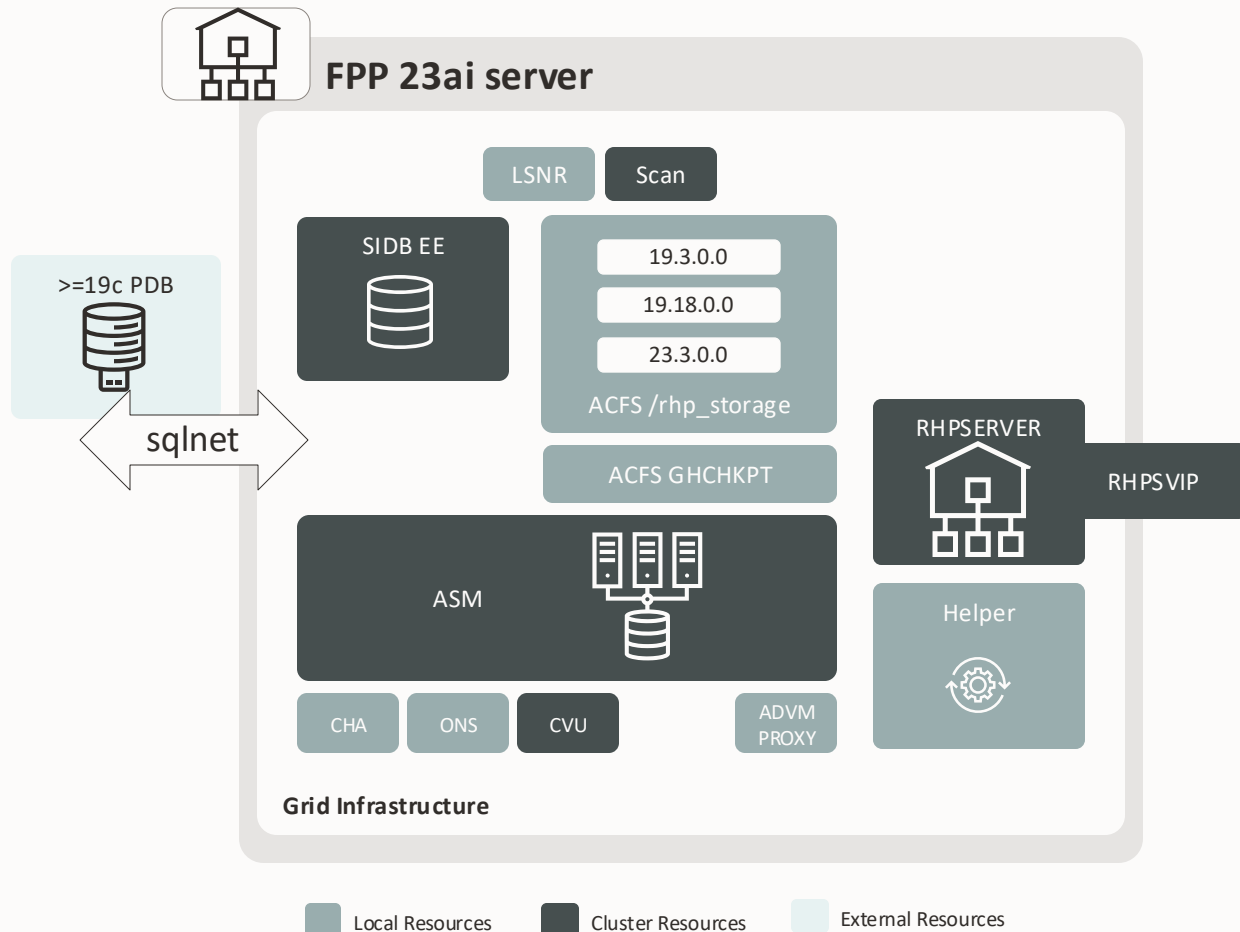 FPP 23ai server
LSNR
Scan
SIDB EE
19.3.0.0
19.18.0.0
23.3.0.0
ACFS /rhp_storage
>=19c PDB
sqlnet
ACFS GHCHKPT
RHPSERVER
RHPSVIP
ASM
Helper
CHA
ONS
CVU
ADVM
PROXY
Grid Infrastructure
Local Resources
Cluster Resources
External Resources